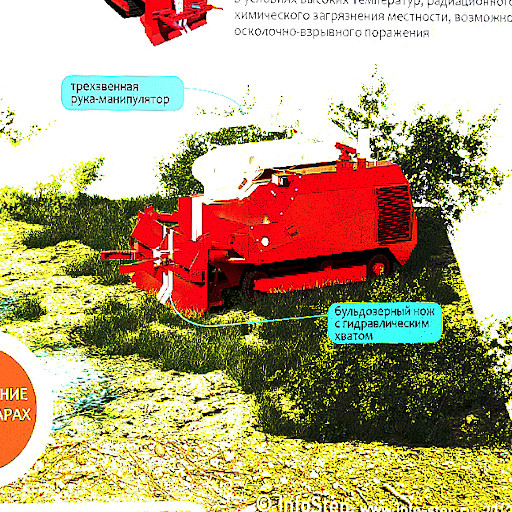 в условиях высоких температур, радиационного
химического загрязнения местности, возможно
осколочно-взрывного поражения
трехзвенная
рука-манипулятор
бульдозерный нож
с гидравлическим
хватом
НИЕ
АРАХ
© InfoStep